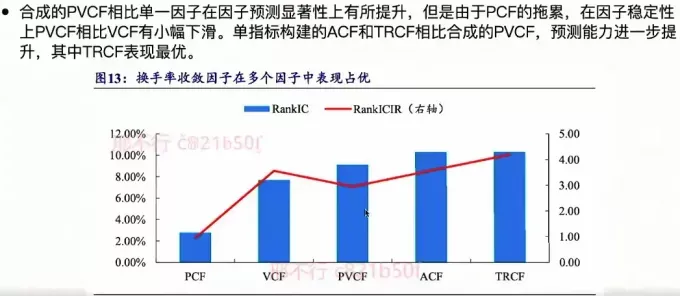 • 合成的PVCF相比单一因子在因子预测显著性上有所提升，但是由于PCF的拖累，在因子稳定性
上PVCF相比VCF有小幅下滑。单指标构建的ACF和TRCF相比合成的PVCF，预测能力进一步提
升，其中TRCF表现最优。
图13：换手率收敛因子在多个因子中表现占优
RankIC RankICIR（右轴）
12.00% 5.00
10.00% 4.00
8.00% 3.00
6.00%
4.00% 2.00
2.00% 1.00
0.00% 0.00
PCF VCF PVCF ACF TRCF